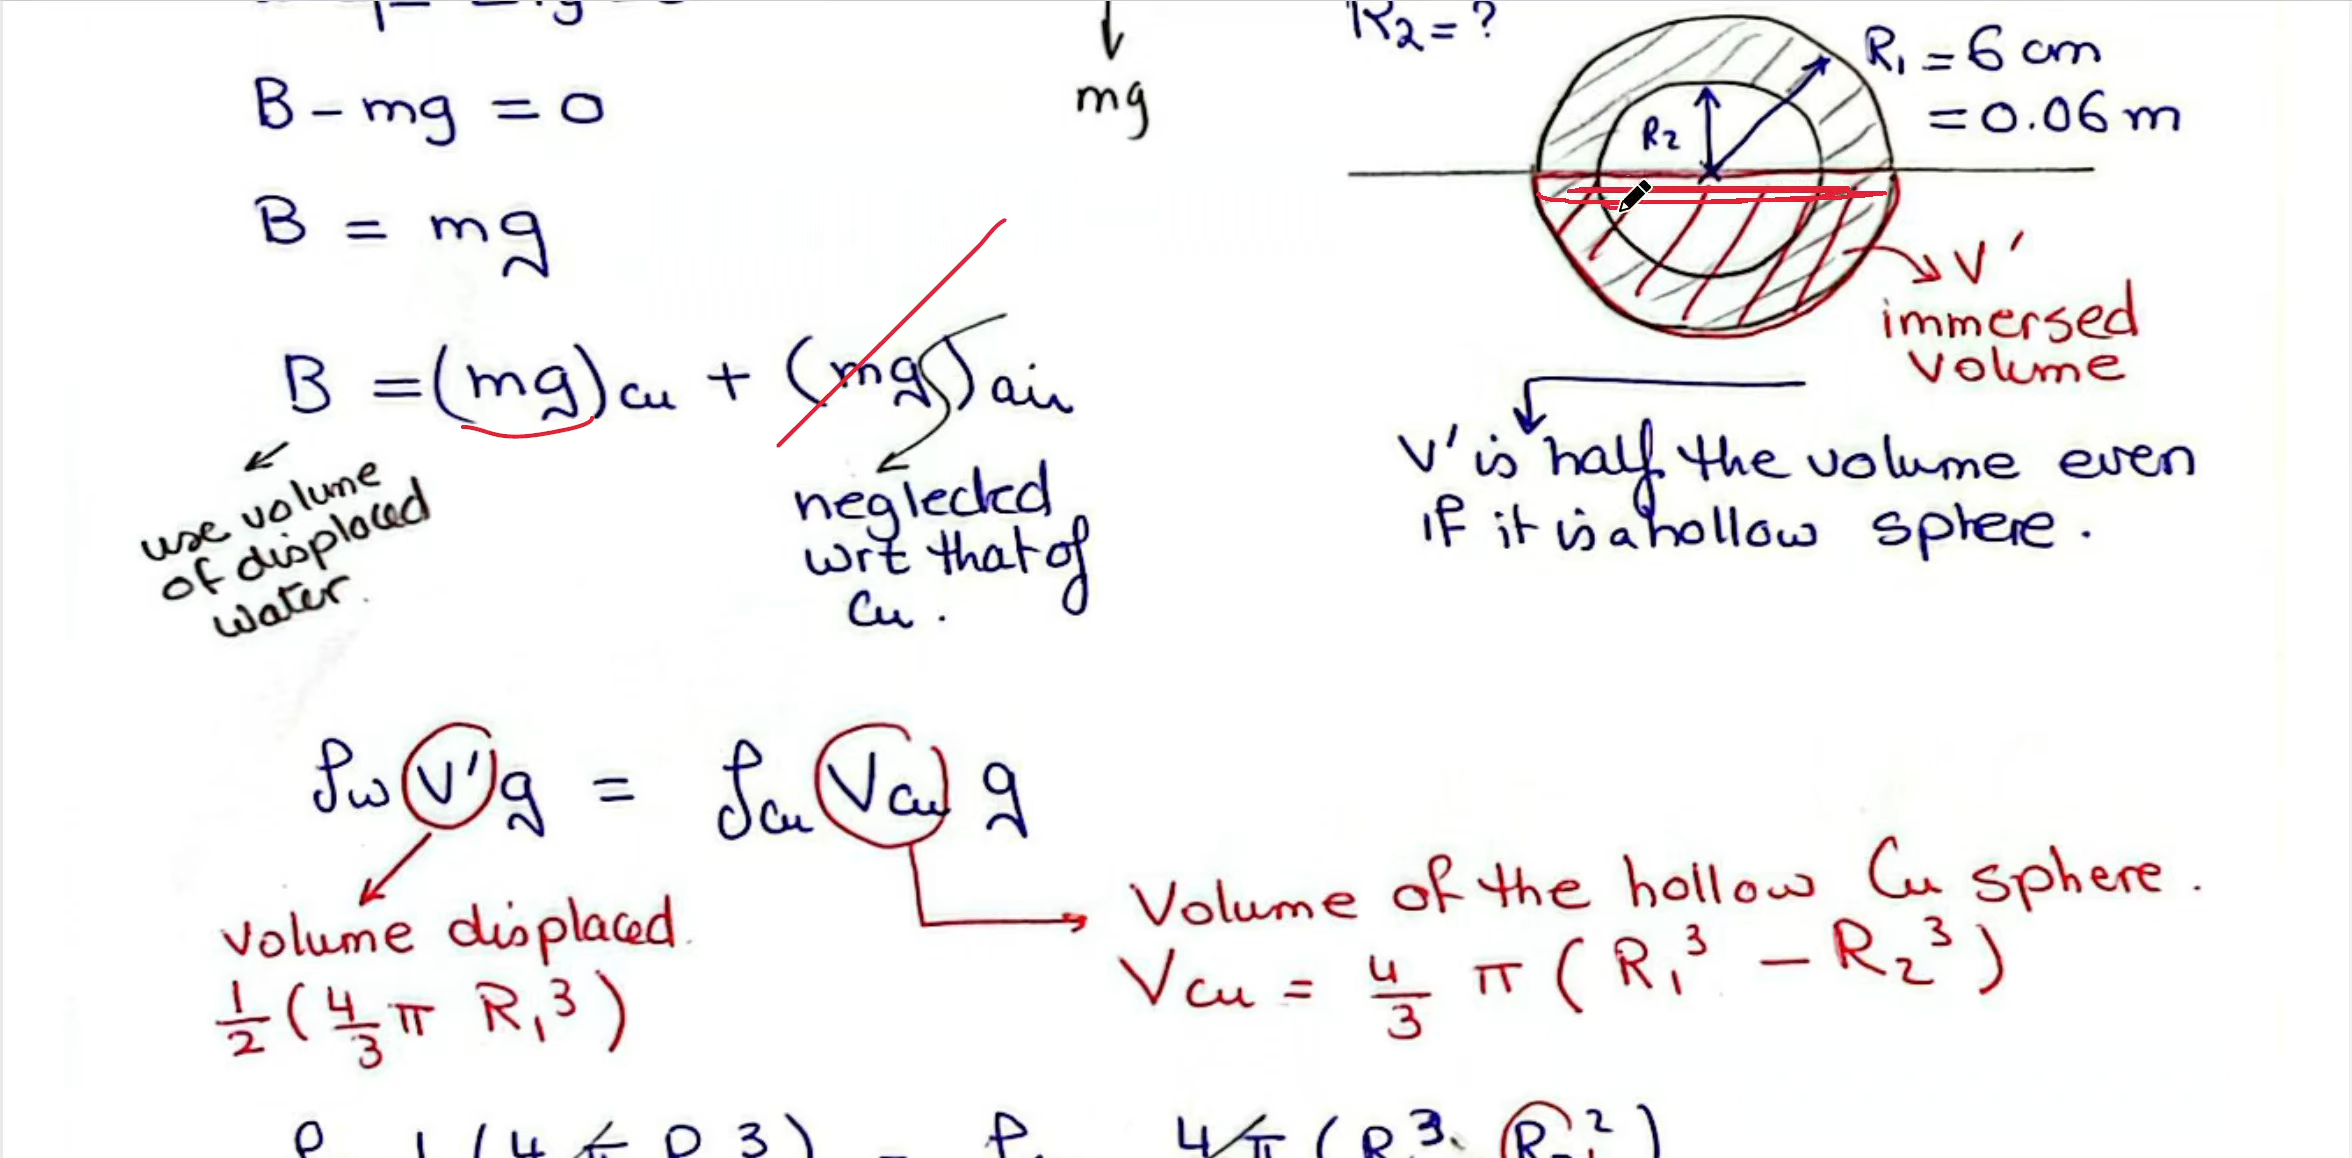 R₂ = ?
R₁ = 6 cm
= 0.06 m
B - mg = 0
mg
R₂
B = mg
V'
immersed
volume
B = (mg)cu + (mg)air
use volume
of displaced
water.
neglected
wrt that of
Cu.
V' is half the volume even
if it is a hollow sphere.
ρw V' g = ρcu Vcu g
volume displaced.
1/2 (4/3 π R₁³)
Volume of the hollow Cu sphere.
Vcu = 4/3 π (R₁³ - R₂³)